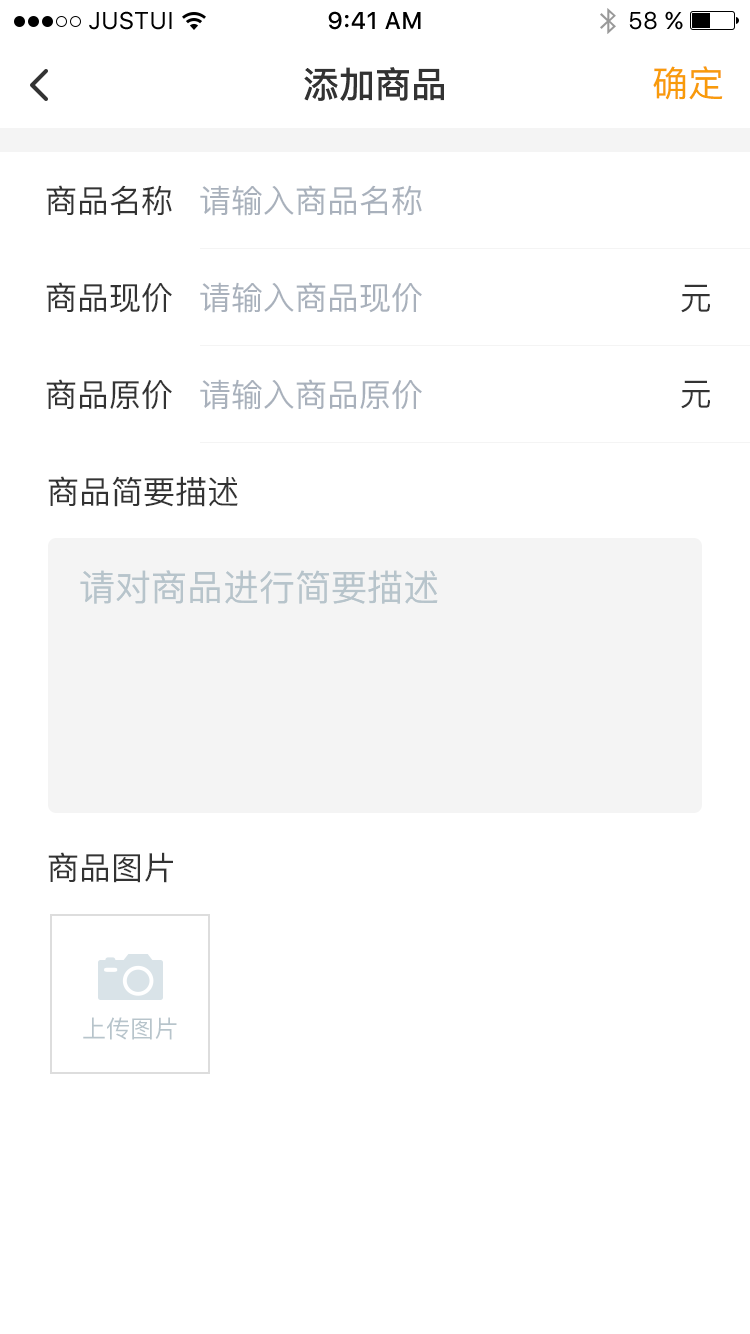 JUSTUI 9:41 AM 58 %
添加商品 确定
商品名称 请输入商品名称
商品现价 请输入商品现价 元
商品原价 请输入商品原价 元
商品简要描述
请对商品进行简要描述
商品图片
上传图片